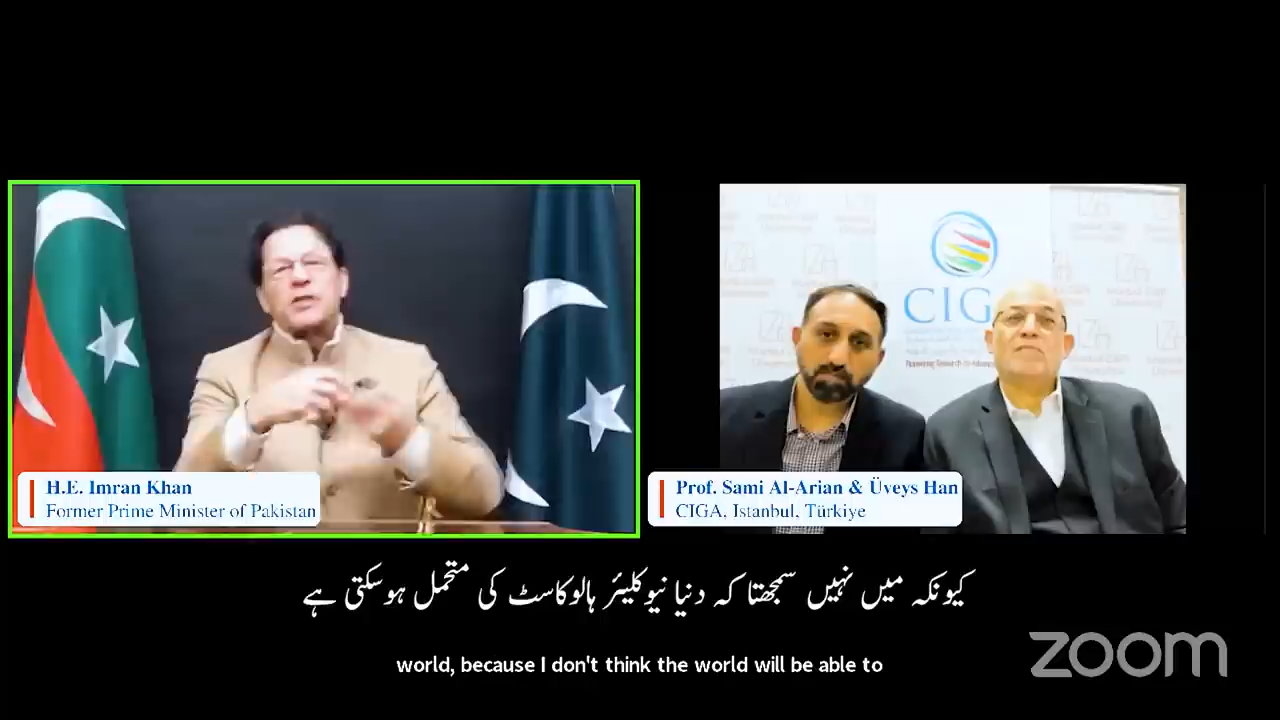 CIGA
H.E. Imran Khan
Former Prime Minister of Pakistan
Prof. Sami Al-Arian & Üveys Han
CIGA, Istanbul, Türkiye
کیونکہ میں نہیں سمجھتا کہ دنیا نیوکلیئر ہالوکاسٹ کی متحمل ہوسکتی ہے
world, because I don't think the world will be able to
zoom